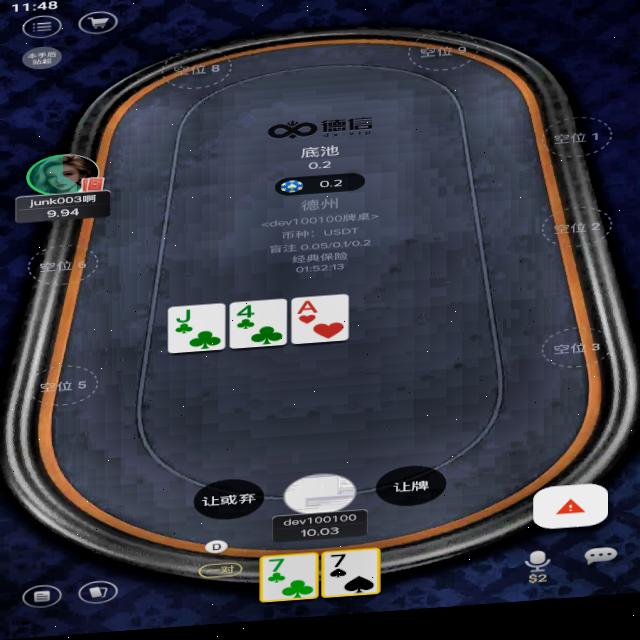 11:48
空位 8
空位 9
德信
底池
0.2
空位 1
0.2
junk003啊
9.94
德州
<dev100100牌桌>
币种: USDT
盲注 0.05/0.1/0.2
经典保险
01:52:13
空位 2
空位 6
J
4
A
空位 3
空位 5
让或弃
让牌
dev100100
10.03
D
一对
7
7
$2